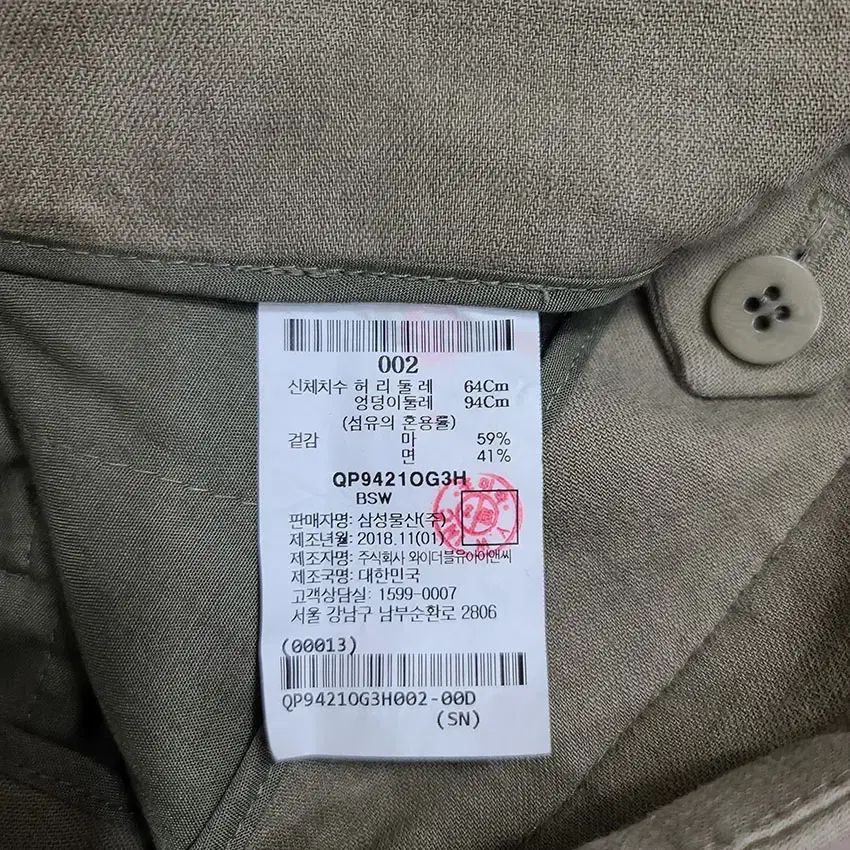 002
신체치수 허 리 둘 레 64Cm
엉덩이둘레 94Cm
(섬유의 혼용률)
겉감 마 59%
면 41%
QP9421OG3H
BSW
판매자명: 삼성물산(주)
제조년월: 2018.11(01)
제조자명: 주식회사 와이더블유아이앤씨
제조국명: 대한민국
고객상담실: 1599-0007
서울 강남구 남부순환로 2806
(00013)
QP9421OG3H002-00D
(SN)